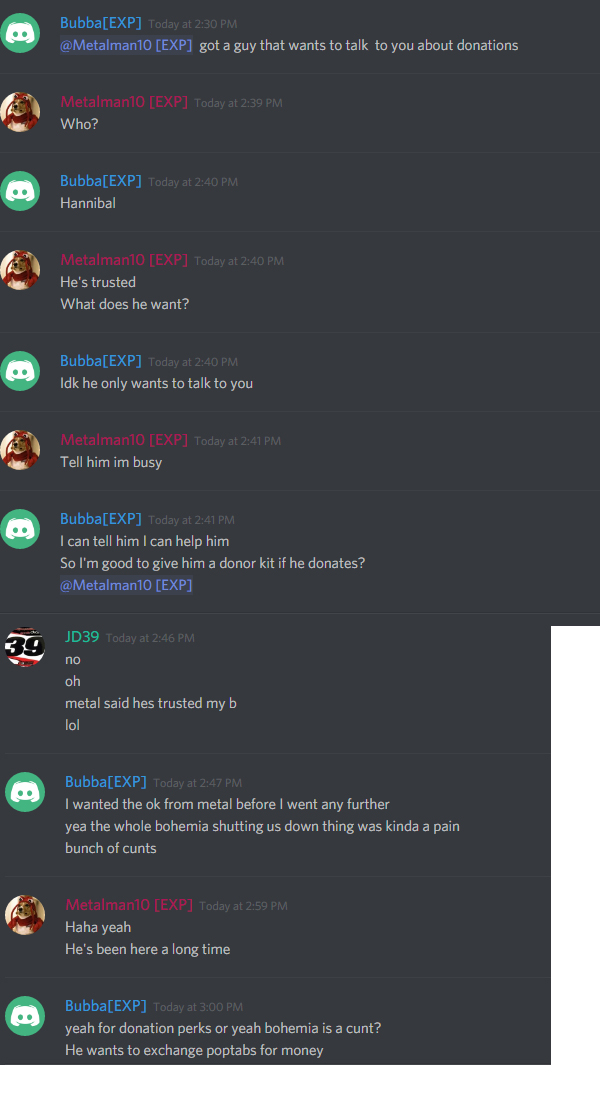 Bubba[EXP] Today at 2:30 PM
@Metalman10 [EXP] got a guy that wants to talk to you about donations
Metalman10 [EXP] Today at 2:39 PM
Who?
Bubba[EXP] Today at 2:40 PM
Hannibal
Metalman10 [EXP] Today at 2:40 PM
He's trusted
What does he want?
Bubba[EXP] Today at 2:40 PM
Idk he only wants to talk to you
Metalman10 [EXP] Today at 2:41 PM
Tell him im busy
Bubba[EXP] Today at 2:41 PM
I can tell him I can help him
So I'm good to give him a donor kit if he donates?
@Metalman10 [EXP]
39
JD39 Today at 2:46 PM
no
oh
metal said hes trusted my b
lol
Bubba[EXP] Today at 2:47 PM
I wanted the ok from metal before I went any further
yea the whole bohemia shutting us down thing was kinda a pain
bunch of cunts
Metalman10 [EXP] Today at 2:59 PM
Haha yeah
He's been here a long time
Bubba[EXP] Today at 3:00 PM
yeah for donation perks or yeah bohemia is a cunt?
He wants to exchange poptabs for money